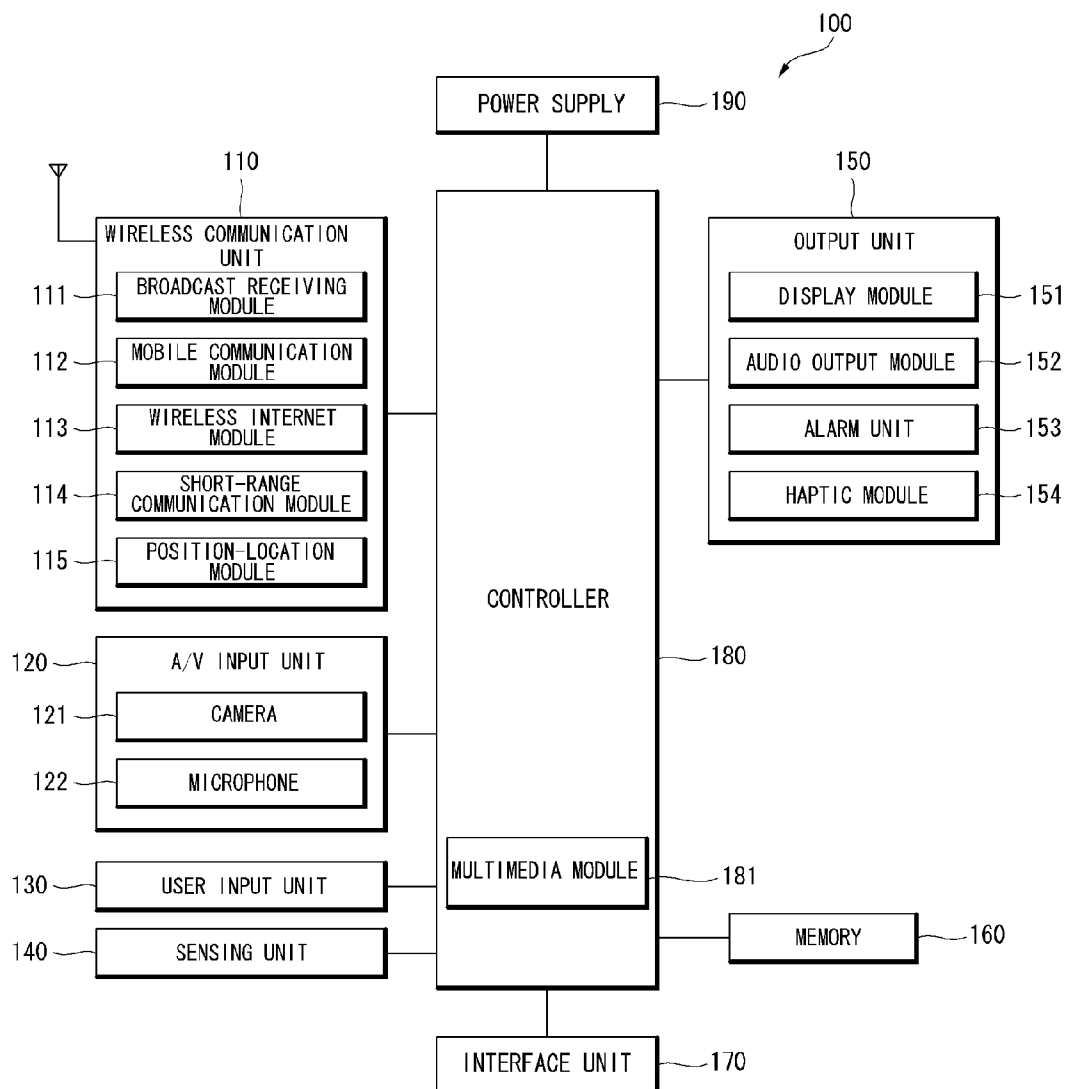 100
POWER SUPPLY
190
110
WIRELESS COMMUNICATION
UNIT
111
BROADCAST RECEIVING
MODULE
112
MOBILE COMMUNICATION
MODULE
113
WIRELESS INTERNET
MODULE
114
SHORT-RANGE
COMMUNICATION MODULE
115
POSITION-LOCATION
MODULE
120
A/V INPUT UNIT
121
CAMERA
122
MICROPHONE
130
USER INPUT UNIT
140
SENSING UNIT
CONTROLLER
180
MULTIMEDIA MODULE
181
150
OUTPUT UNIT
DISPLAY MODULE
151
AUDIO OUTPUT MODULE
152
ALARM UNIT
153
HAPTIC MODULE
154
MEMORY
160
INTERFACE UNIT
170